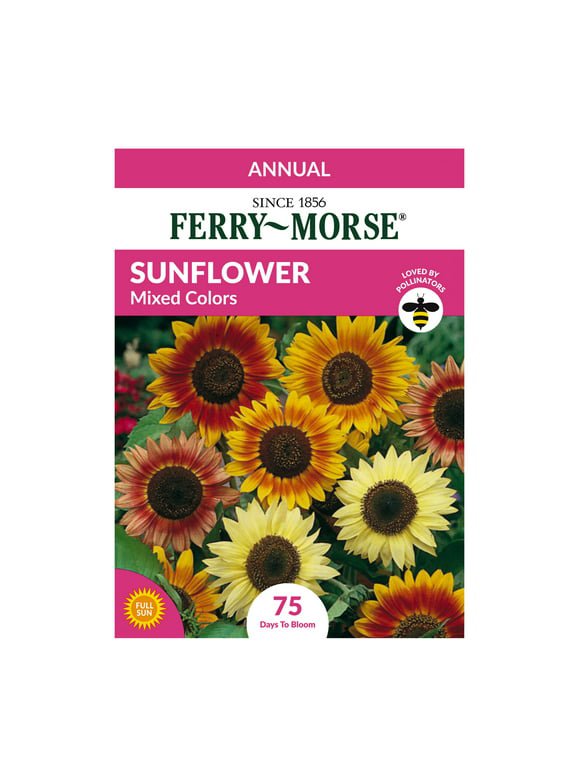 ANNUAL
SINCE 1856
FERRY~MORSE®
SUNFLOWER
Mixed Colors
LOVED BY
POLLINATORS
FULL
SUN
75
Days To Bloom